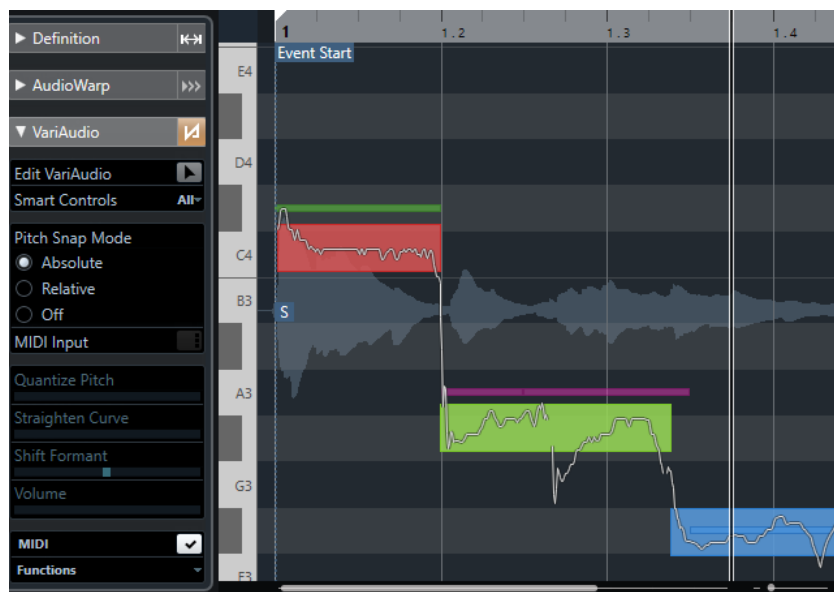 Definition
AudioWarp
VariAudio
Edit VariAudio
Smart Controls All
Pitch Snap Mode
Absolute
Relative
Off
MIDI Input
Quantize Pitch
Straighten Curve
Shift Formant
Volume
MIDI
Functions
1 1.2 1.3 1.4
Event Start
E4
D4
C4
B3
S
A3
G3
F3